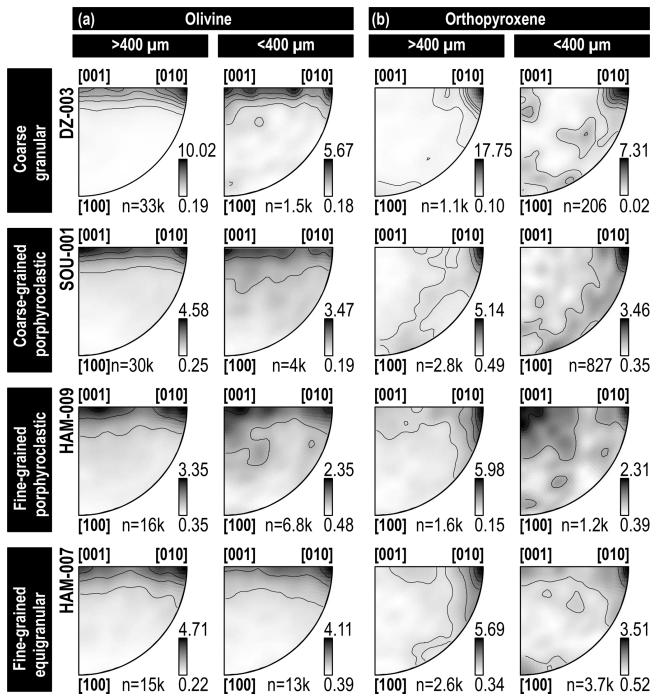 (a) Olivine (b) Orthopyroxene
>400 µm <400 µm >400 µm <400 µm
[001] [010] [001] [010] [001] [010] [001] [010]
Coarse
granular
DZ-003
10.02 5.67 17.75 7.31
[100] n=33k 0.19 [100] n=1.5k 0.18 [100] n=1.1k 0.10 [100] n=206 0.02
[001] [010] [001] [010] [001] [010] [001] [010]
Coarse-grained
porphyroclastic
SOU-001
4.58 3.47 5.14 3.46
[100] n=30k 0.25 [100] n=4k 0.19 [100] n=2.8k 0.49 [100] n=827 0.35
[001] [010] [001] [010] [001] [010] [001] [010]
Fine-grained
porphyroclastic
HAM-009
3.35 2.35 5.98 2.31
[100] n=16k 0.35 [100] n=6.8k 0.48 [100] n=1.6k 0.15 [100] n=1.2k 0.39
[001] [010] [001] [010] [001] [010] [001] [010]
Fine-grained
equigranular
HAM-007
4.71 4.11 5.69 3.51
[100] n=15k 0.22 [100] n=13k 0.39 [100] n=2.6k 0.34 [100] n=3.7k 0.52